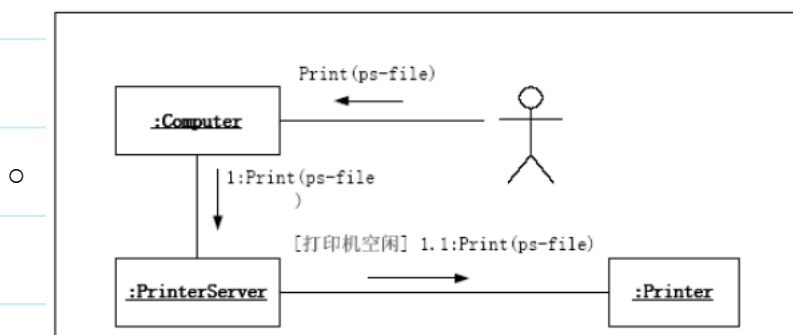 Print(ps-file)
:Computer
1:Print(ps-file
)
[打印机空闲] 1.1:Print(ps-file)
:PrinterServer
:Printer